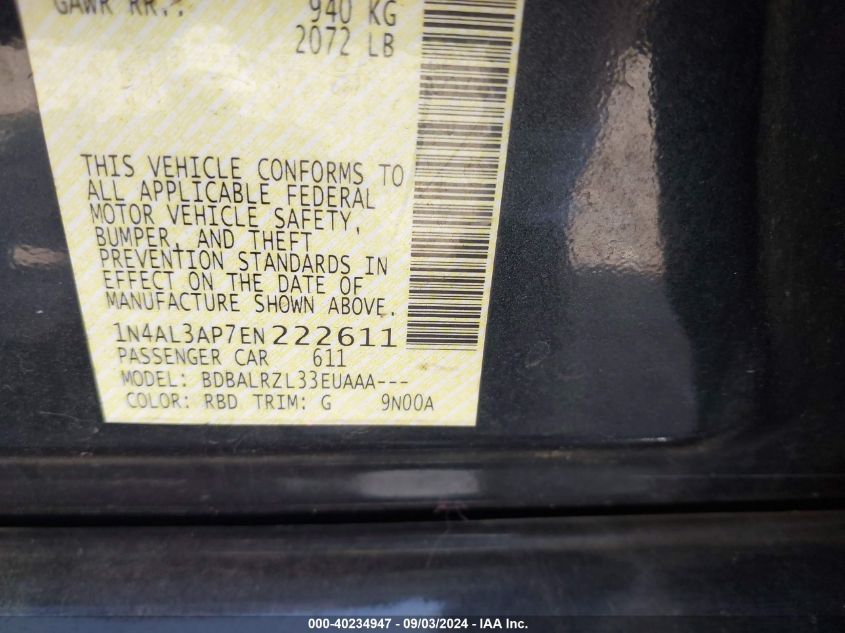 GAWR RR.: 940 KG
2072 LB
THIS VEHICLE CONFORMS TO
ALL APPLICABLE FEDERAL
MOTOR VEHICLE SAFETY,
BUMPER, AND THEFT
PREVENTION STANDARDS IN
EFFECT ON THE DATE OF
MANUFACTURE SHOWN ABOVE.
1N4AL3AP7EN222611
PASSENGER CAR 611
MODEL: BDBALRZL33EUAAA---
COLOR: RBD TRIM: G 9N00A
000-40234947 - 09/03/2024 - IAA Inc.